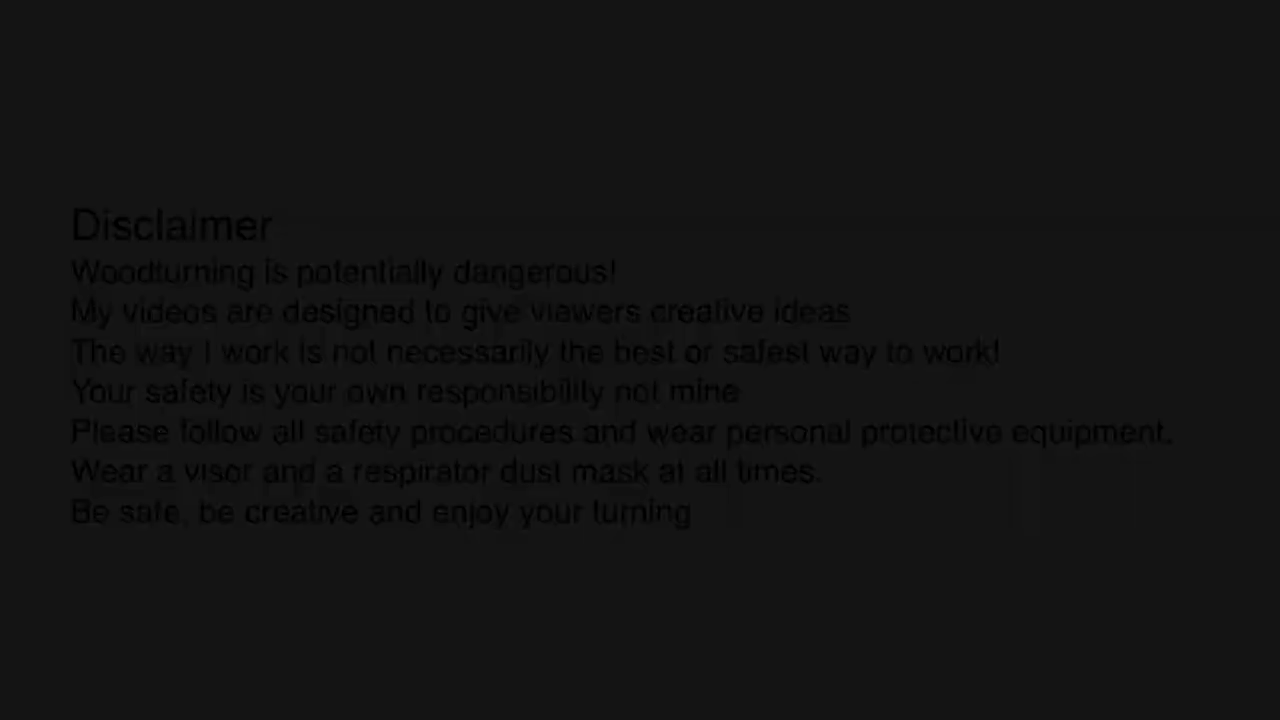 Disclaimer
Woodturning is potentially dangerous!
My videos are designed to give viewers creative ideas
The way I work is not necessarily the best or safest way to work!
Your safety is your own responsibility not mine
Please follow all safety procedures and wear personal protective equipment.
Wear a visor and a respirator dust mask at all times.
Be safe, be creative and enjoy your turning